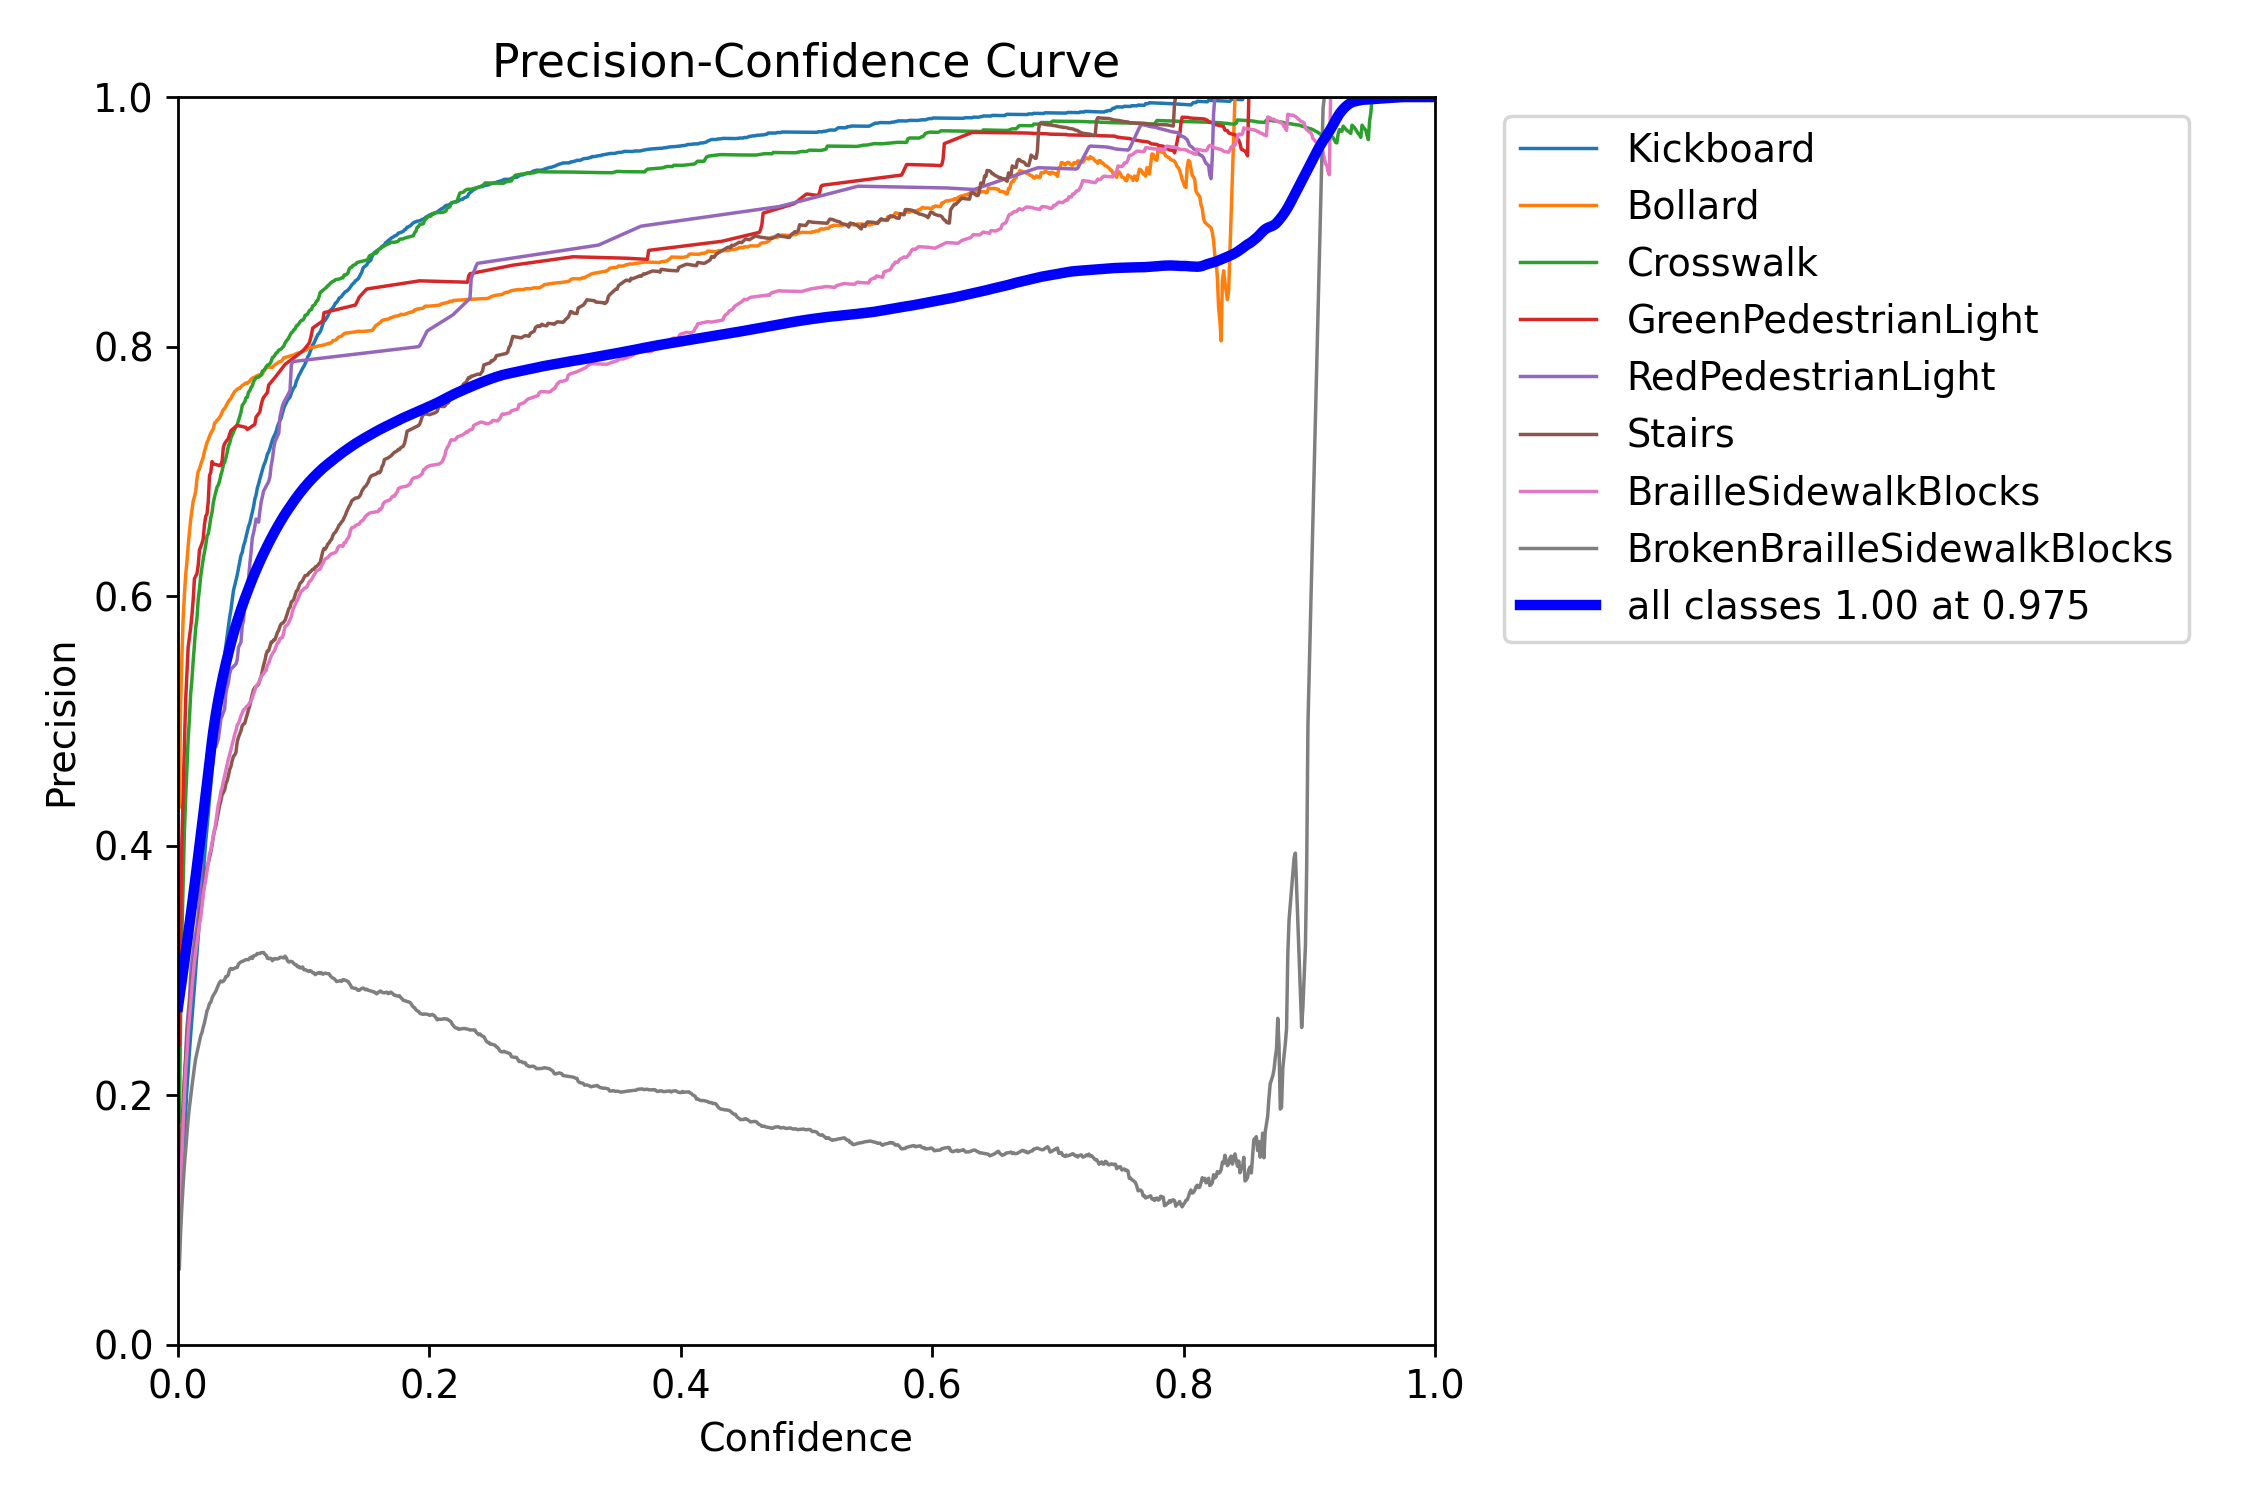 Precision-Confidence Curve
1.0
0.8
0.6
0.4
0.2
0.0
Precision
0.0 0.2 0.4 0.6 0.8 1.0
Confidence
Kickboard
Bollard
Crosswalk
GreenPedestrianLight
RedPedestrianLight
Stairs
BrailleSidewalkBlocks
BrokenBrailleSidewalkBlocks
all classes 1.00 at 0.975